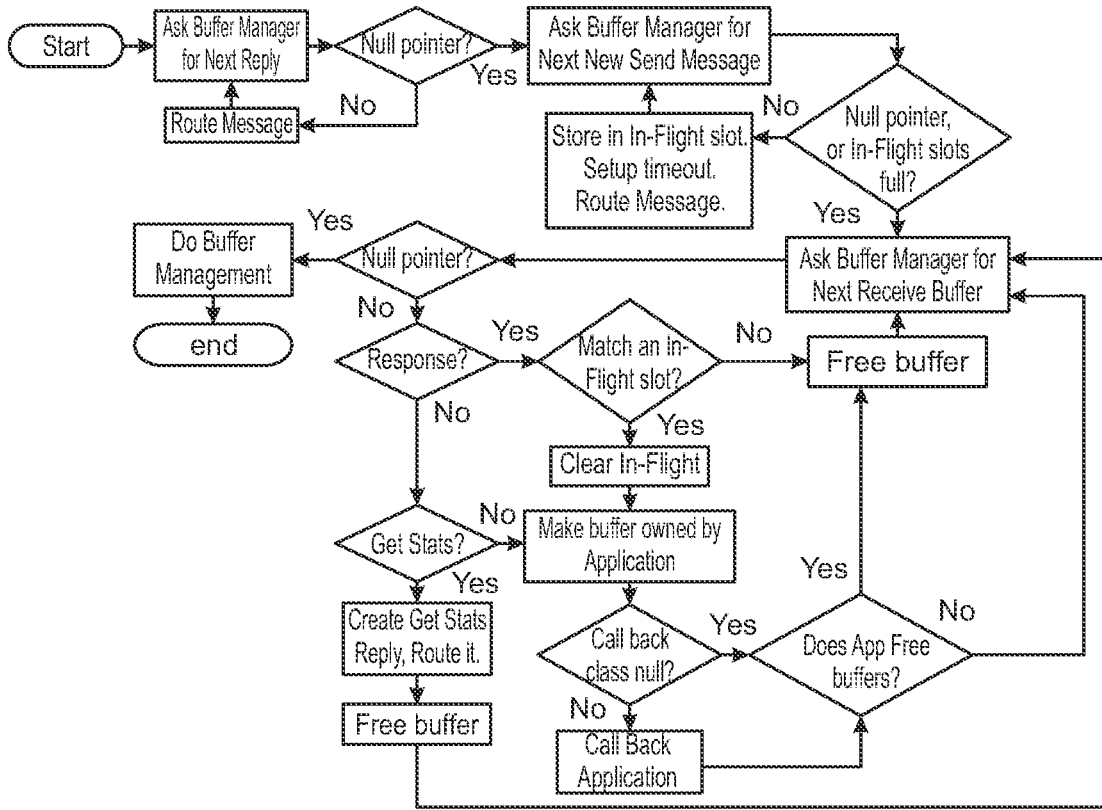 Start
Ask Buffer Manager
for Next Reply
Null pointer?
Yes
No
Route Message
Ask Buffer Manager for
Next New Send Message
No
Null pointer,
or In-Flight slots
full?
Yes
Store in In-Flight slot.
Setup timeout.
Route Message.
Yes
Do Buffer
Management
Null pointer?
Ask Buffer Manager for
Next Receive Buffer
end
No
Response?
Yes
Match an In-
Flight slot?
No
Free buffer
No
Yes
Clear In-Flight
Get Stats?
No
Make buffer owned by
Application
Yes
Yes
No
Create Get Stats
Reply, Route it.
Call back
class null?
Yes
Does App Free
buffers?
Free buffer
No
Call Back
Application